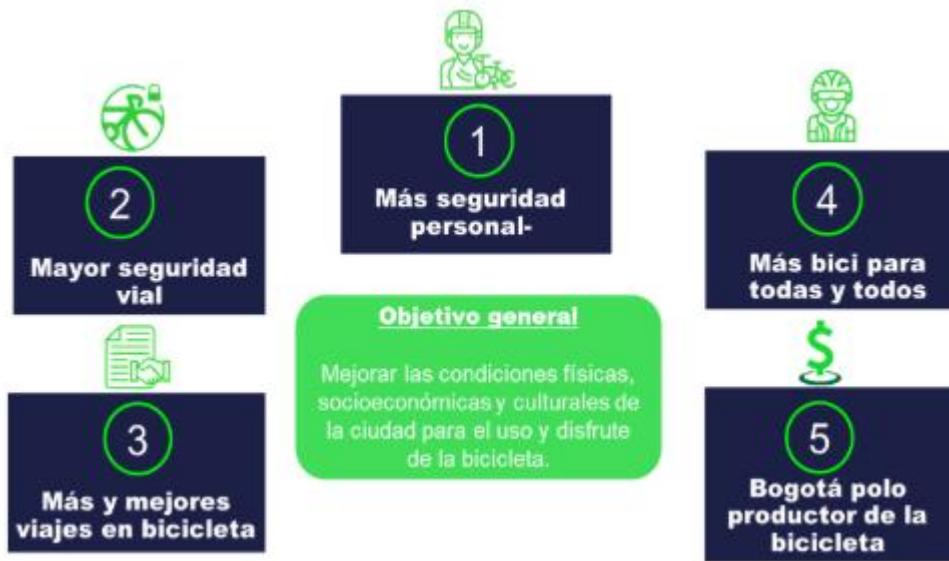 1
Más seguridad
personal-
2
Mayor seguridad
vial
3
Más y mejores
viajes en bicicleta
4
Más bici para
todas y todos
5
Bogotá polo
productor de la
bicicleta
Objetivo general
Mejorar las condiciones físicas,
socioeconómicas y culturales de
la ciudad para el uso y disfrute
de la bicicleta.